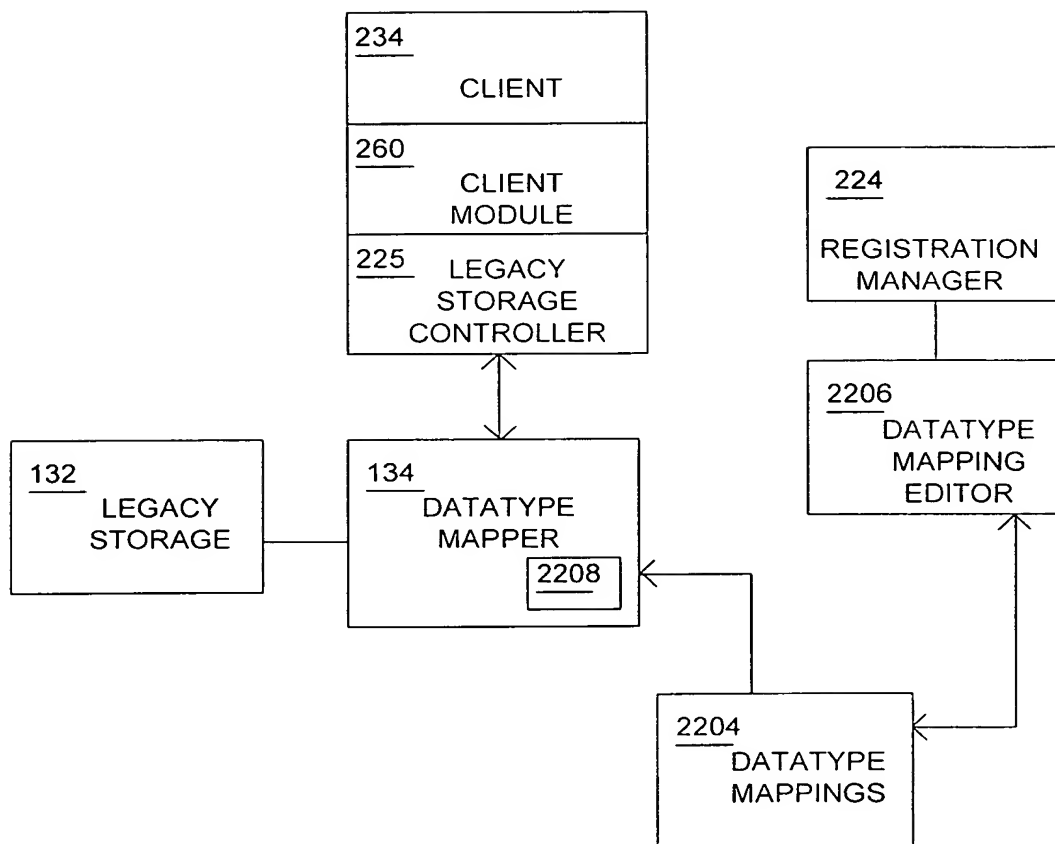 234
CLIENT
260
CLIENT
MODULE
225
LEGACY
STORAGE
CONTROLLER
224
REGISTRATION
MANAGER
2206
DATATYPE
MAPPING
EDITOR
132
LEGACY
STORAGE
134
DATATYPE
MAPPER
2208
2204
DATATYPE
MAPPINGS